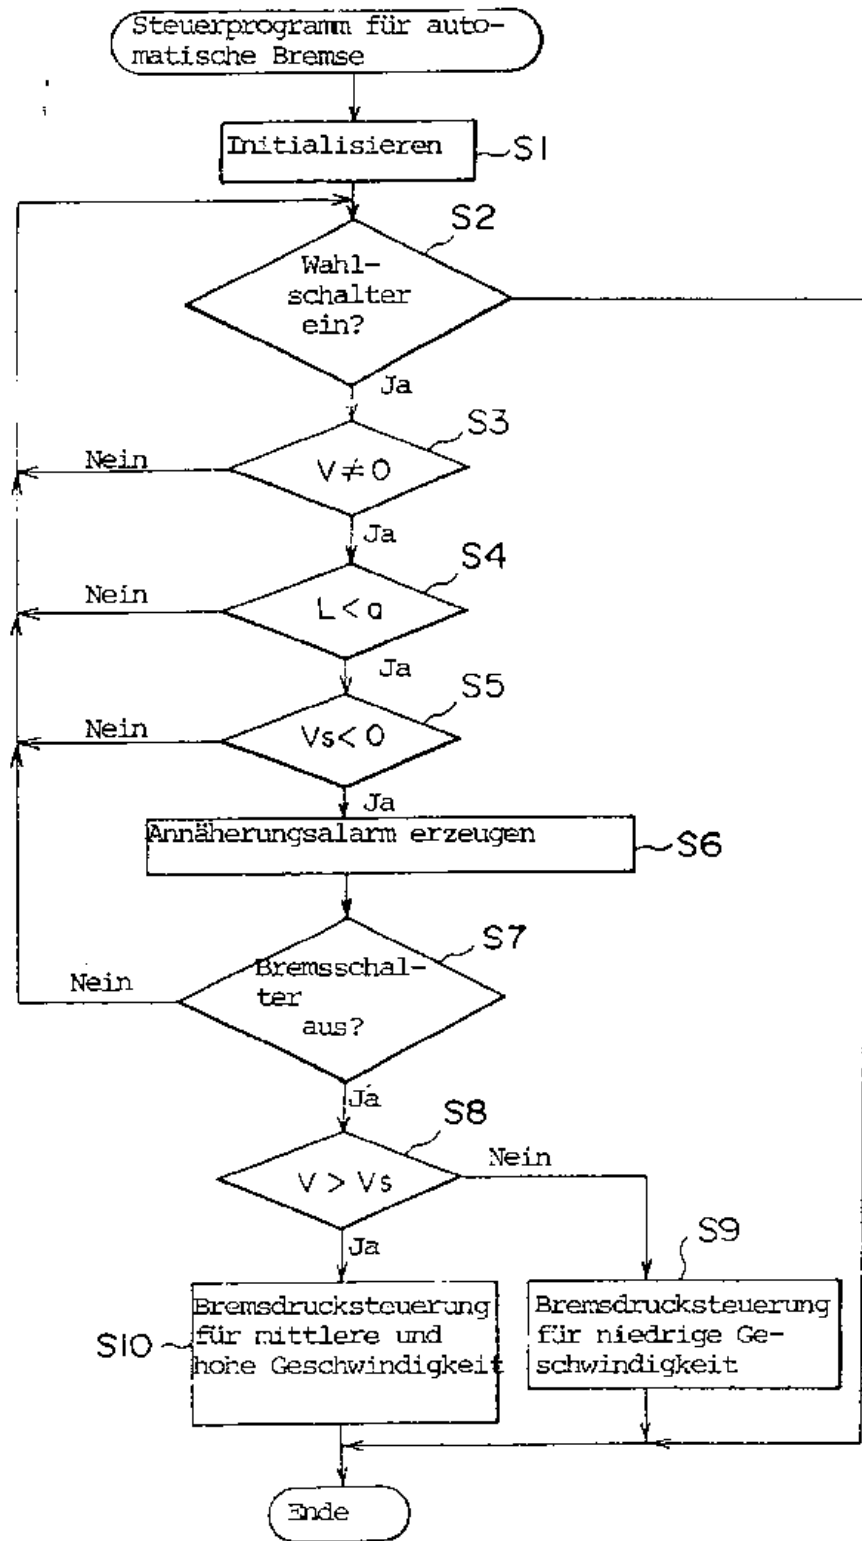 Steuerprogramm für auto-
matische Bremse
Initialisieren
S1
S2
Wahl-
schalter
ein?
Ja
S3
Nein
V≠0
Ja
S4
Nein
L<a
Ja
S5
Nein
Vs<0
Ja
Annäherungsalarm erzeugen
S6
S7
Bremsschal-
ter
aus?
Nein
Ja
S8
V > Vs
Nein
Ja
S9
Bremsdrucksteuerung
für mittlere und
hohe Geschwindigkeit
S10
Bremsdrucksteuerung
für niedrige Ge-
schwindigkeit
Ende